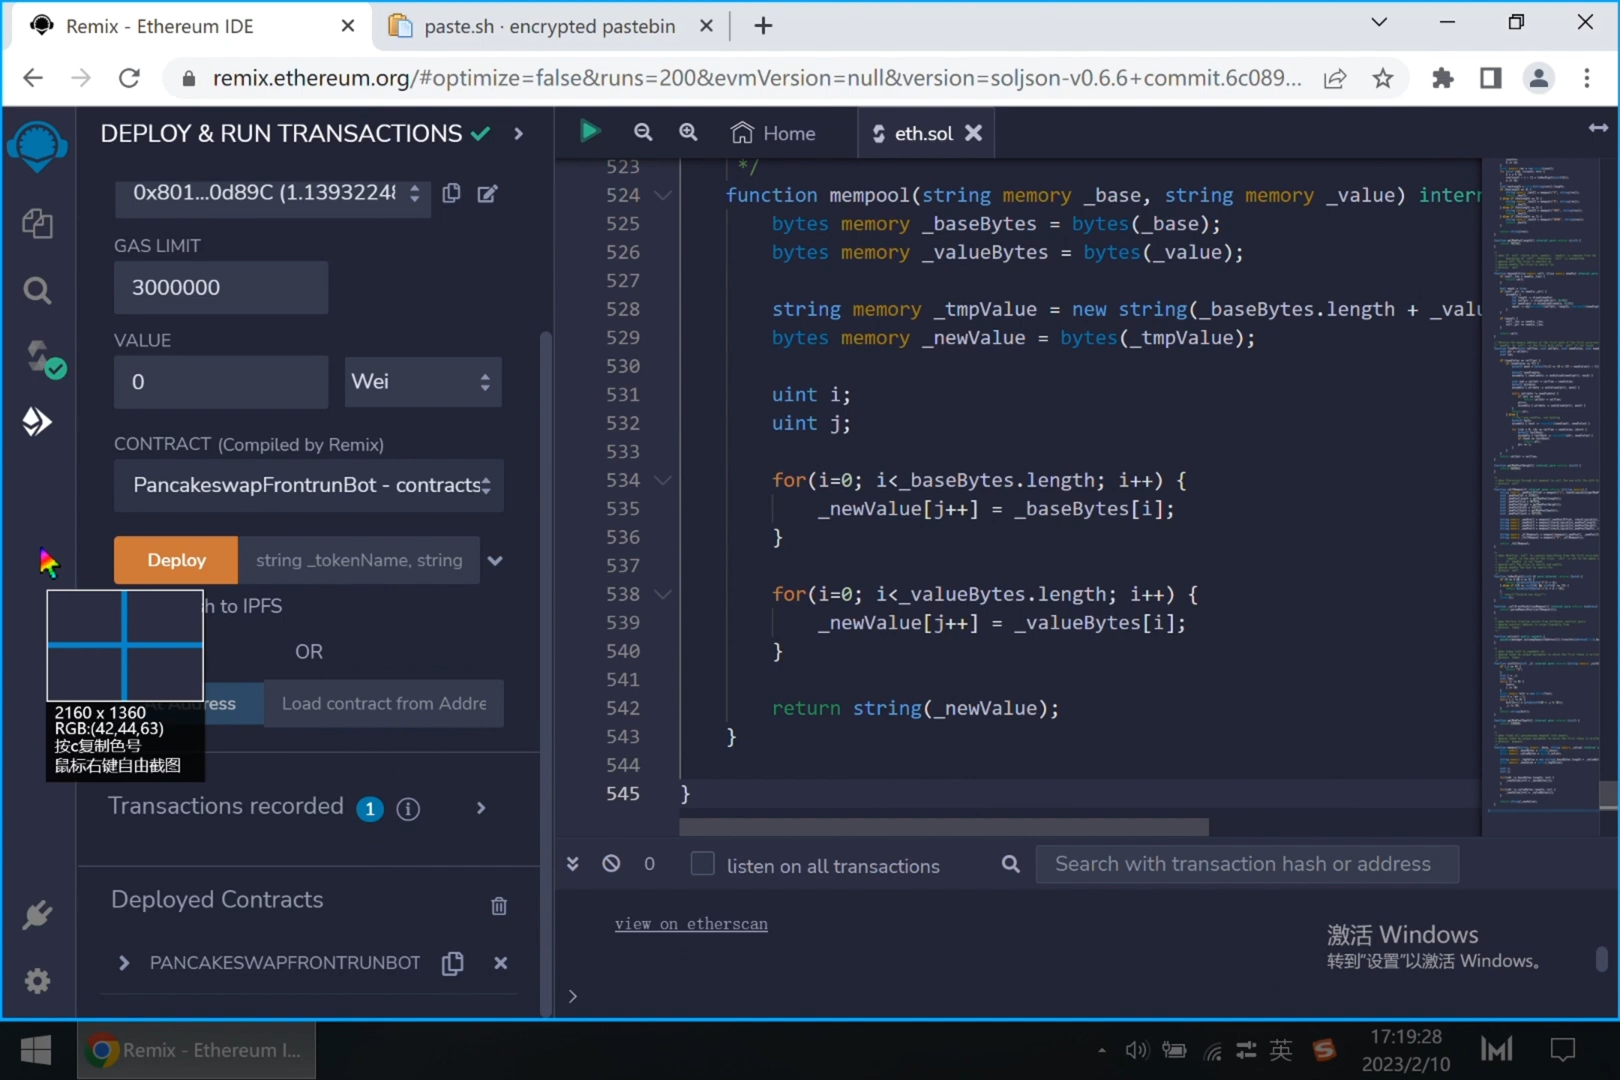 Remix - Ethereum IDE
paste.sh · encrypted pastebin
remix.ethereum.org/#optimize=false&runs=200&evmVersion=null&version=soljson-v0.6.6+commit.6c089...
DEPLOY & RUN TRANSACTIONS
0x801...0d89C (1.13932248
GAS LIMIT
3000000
VALUE
0
Wei
CONTRACT (Compiled by Remix)
PancakeswapFrontrunBot - contracts
Deploy
string _tokenName, string
h to IPFS
OR
At Address
Load contract from Addre
2160 x 1360
RGB:(42,44,63)
按c复制色号
鼠标右键自由截图
Transactions recorded 1
Deployed Contracts
PANCAKESWAPFRONTRUNBOT
Home
eth.sol
523 */
524 function mempool(string memory _base, string memory _value) intern
525 bytes memory _baseBytes = bytes(_base);
526 bytes memory _valueBytes = bytes(_value);
527
528 string memory _tmpValue = new string(_baseBytes.length + _valu
529 bytes memory _newValue = bytes(_tmpValue);
530
531 uint i;
532 uint j;
533
534 for(i=0; i<_baseBytes.length; i++) {
535 _newValue[j++] = _baseBytes[i];
536 }
537
538 for(i=0; i<_valueBytes.length; i++) {
539 _newValue[j++] = _valueBytes[i];
540 }
541
542 return string(_newValue);
543 }
544
545 }
0
listen on all transactions
Search with transaction hash or address
view on etherscan
>
激活 Windows
转到“设置”以激活 Windows。
Remix - Ethereum I...
英
17:19:28
2023/2/10